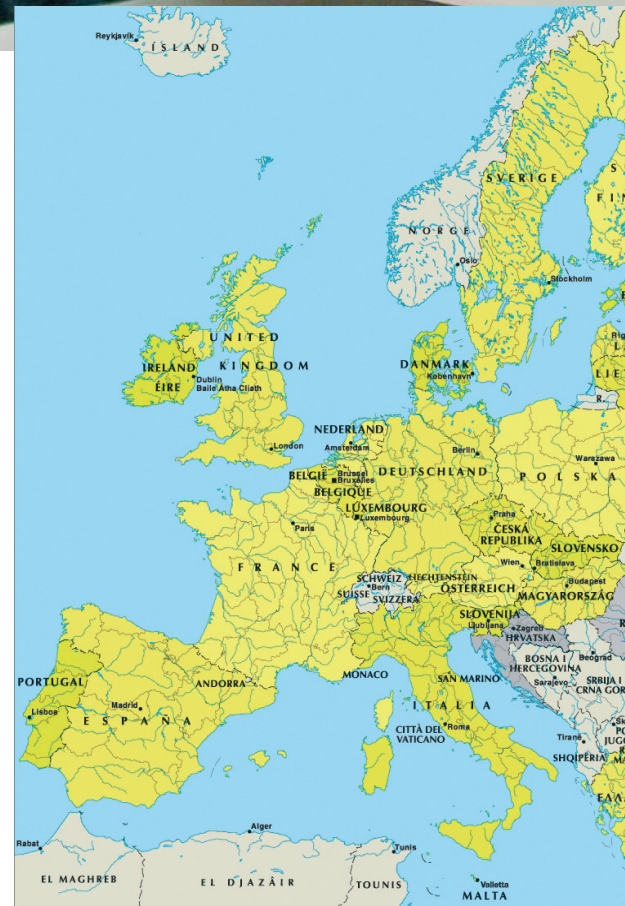 Reykjavík
ÍSLAND
SVERIGE
NORGE
Oslo
Stockholm
UNITED
KINGDOM
IRELAND
ÉIRE
Dublin
Baile Átha Cliath
DANMARK
København
London
NEDERLAND
Amsterdam
Berlin
Warszawa
BELGIË
Brussel
Bruxelles
BELGIQUE
DEUTSCHLAND
POLSKA
LUXEMBOURG
Luxembourg
Paris
Praha
ČESKÁ
REPUBLIKA
SLOVENSKO
FRANCE
Wien
Bratislava
SCHWEIZ
Bern
SUISSE
SVIZZERA
LIECHTENSTEIN
ÖSTERREICH
Budapest
MAGYARORSZÁG
SLOVENIJA
Ljubljana
Zagreb
HRVATSKA
BOSNA I
HERCEGOVINA
Sarajevo
Beograd
SRBIJA I
CRNA GOR
PORTUGAL
Lisboa
Madrid
ESPAÑA
ANDORRA
MONACO
SAN MARINO
ITALIA
CITTÀ DEL
VATICANO
Roma
Tiranë
SHQIPËRIA
Rabat
EL MAGHREB
Alger
EL DJAZÂIR
Tunis
TOUNIS
Valletta
MALTA